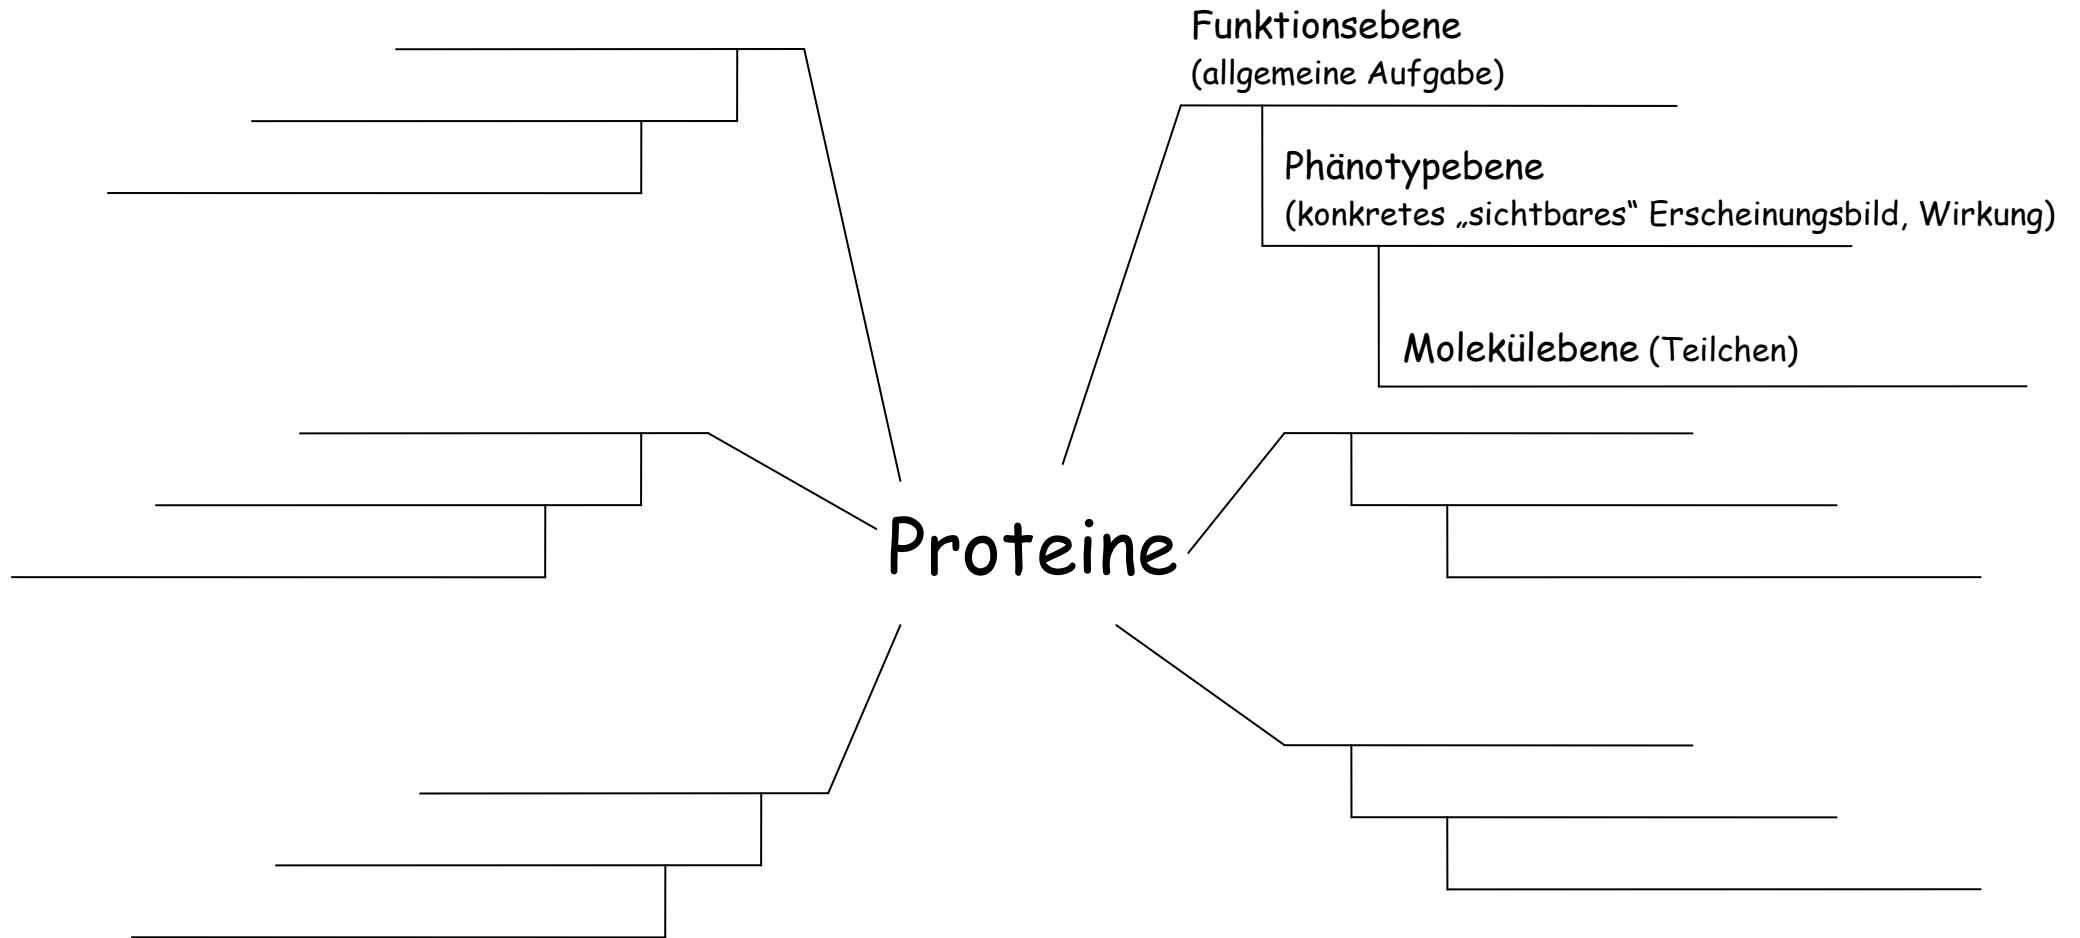 Funktionsebene
(allgemeine Aufgabe)
Phänotypebene
(konkretes „sichtbares“ Erscheinungsbild, Wirkung)
Molekülebene (Teilchen)
Proteine